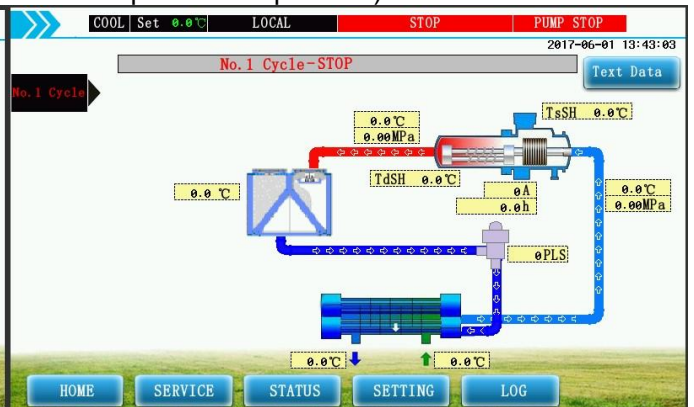 COOL Set 0.0℃ LOCAL STOP PUMP STOP
2017-06-01 13:43:03
No.1 Cycle-STOP
Text Data
No.1 Cycle
TsSH 0.0℃
0.0℃
0.00MPa
TdSH 0.0℃
0.0 ℃
0A
0.0h
0.0℃
0.00MPa
0PLS
0.0℃
0.0℃
HOME SERVICE STATUS SETTING LOG